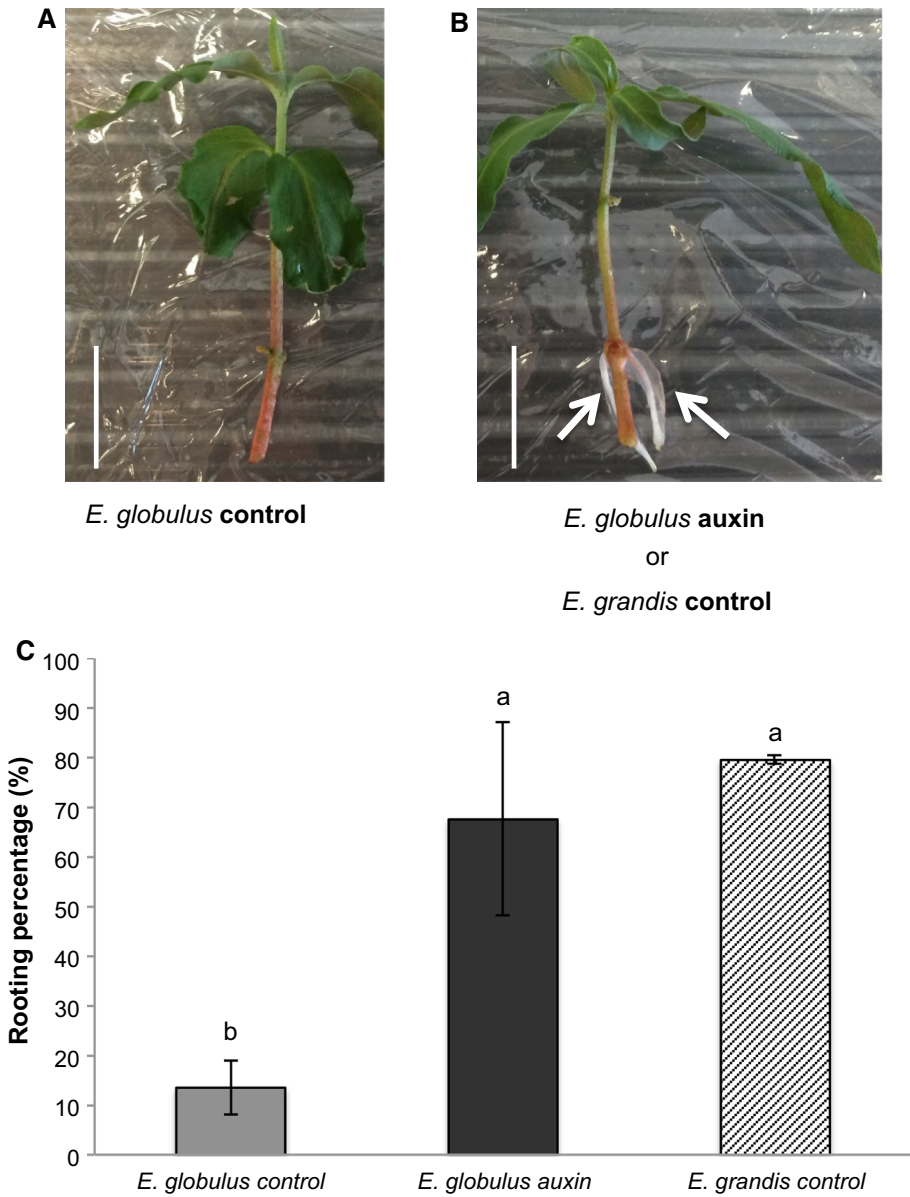 A
B
E. globulus control
E. globulus auxin
or
E. grandis control
C
Rooting percentage (%)
100
90
80
70
60
50
40
30
20
10
0
b
a
a
E. globulus control
E. globulus auxin
E. grandis control